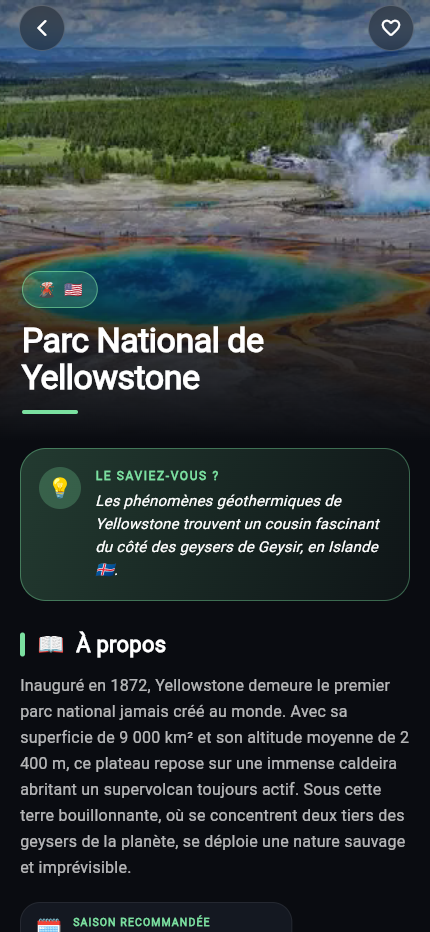 Parc National de
Yellowstone
LE SAVIEZ-VOUS ?
Les phénomènes géothermiques de
Yellowstone trouvent un cousin fascinant
du côté des geysers de Geysir, en Islande
🇮🇸.
À propos
Inauguré en 1872, Yellowstone demeure le premier
parc national jamais créé au monde. Avec sa
superficie de 9 000 km² et son altitude moyenne de 2
400 m, ce plateau repose sur une immense caldeira
abritant un supervolcan toujours actif. Sous cette
terre bouillonnante, où se concentrent deux tiers des
geysers de la planète, se déploie une nature sauvage
et imprévisible.
SAISON RECOMMANDÉE